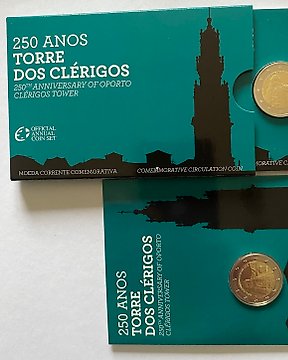 250 ANOS
TORRE
DOS CLÉRIGOS
250TH ANNIVERSARY OF OPORTO
CLÉRIGOS TOWER
OFFICIAL
ANNUAL
COIN SET
MOEDA CORRENTE COMEMORATIVA
COMMEMORATIVE CIRCULATION COIN
250 ANOS
TORRE
DOS CLÉRIGOS
250TH ANNIVERSARY OF OPORTO
CLÉRIGOS TOWER